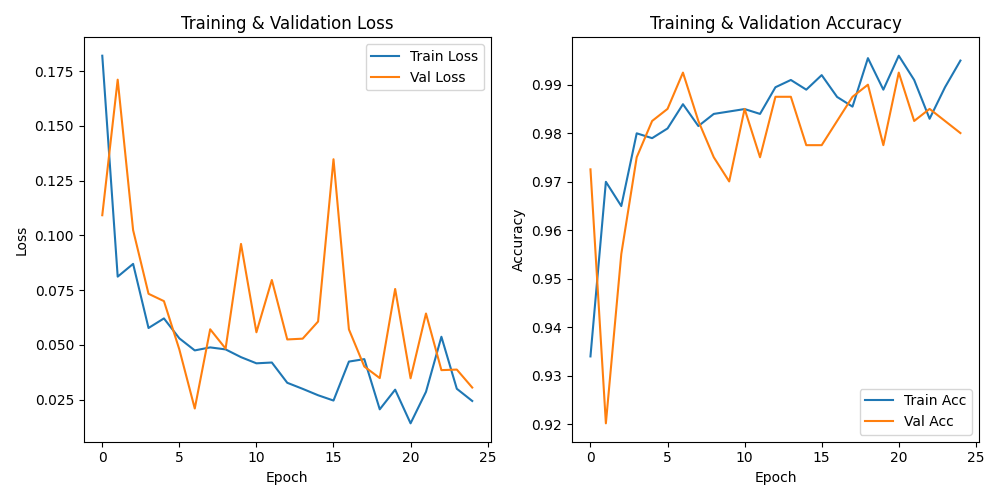 Training & Validation Loss
Train Loss
Val Loss
0.175
0.150
0.125
0.100
0.075
0.050
0.025
Loss
0
5
10
15
20
25
Epoch
Training & Validation Accuracy
0.99
0.98
0.97
0.96
0.95
0.94
0.93
0.92
Accuracy
Train Acc
Val Acc
0
5
10
15
20
25
Epoch